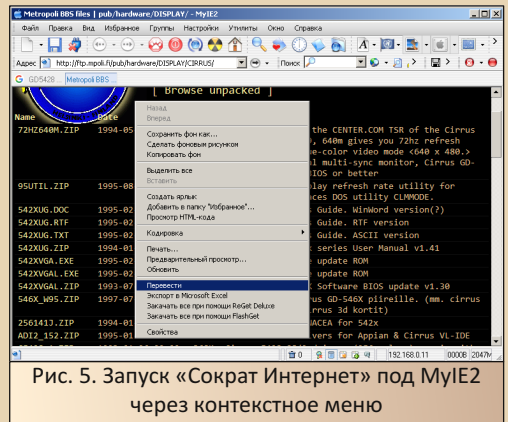 Metropoli BBS files | pub/hardware/DISPLAY/ - MyIE2
Файл Правка Вид Избранное Группы Настройки Утилиты Окно Справка
Адрес http://ftp.mpoli.fi/pub/hardware/DISPLAY/CIRRUS/ Поиск
GD5428 ... Metropoli BBS ...
[ Browse unpacked ]
Name Date
72HZ640M.ZIP 1994-05 the CENTER.COM TSR of the Cirrus
, 640m gives you 72hz refresh
e-color video mode <640 x 480.>
l multi-sync monitor, Cirrus GD-
IOS or better
95UTIL.ZIP 1995-08 lay refresh rate utility for
ces DOS utility CLMMODE.
542XUG.DOC 1995-02 Guide. WinWord version(?)
542XUG.RTF 1995-02 Guide. RTF version
542XUG.TXT 1995-02 Guide. ASCII version
542XUG.ZIP 1994-01 series User Manual v1.41
542XVGA.EXE 1995-02 e update ROM
542XVGAL.EXE 1995-02 e update ROM
542XVGAL.ZIP 1993-07 Software BIOS update v1.30
546X_W95.ZIP 1997-07 rus GD-546X piireille. (mm. cirrus
rrus 3d kortit)
256141J.ZIP 1994-01 NACEA for 542x
ADI2_152.ZIP 1995-01 vers for Appian & Cirrus VL-IDE
Назад
Вперед
Сохранить фон как...
Сделать фоновым рисунком
Копировать фон
Выделить все
Вставить
Создать ярлык
Добавить в папку "Избранное"...
Просмотр HTML-кода
Кодировка
Печать...
Предварительный просмотр...
Обновить
Перевести
Экспорт в Microsoft Excel
Закачать все при помощи ReGet Deluxe
Закачать все при помощи FlashGet
Свойства
0 192.168.0.11 0000B 2047M
Рис. 5. Запуск «Сократ Интернет» под MyIE2
через контекстное меню